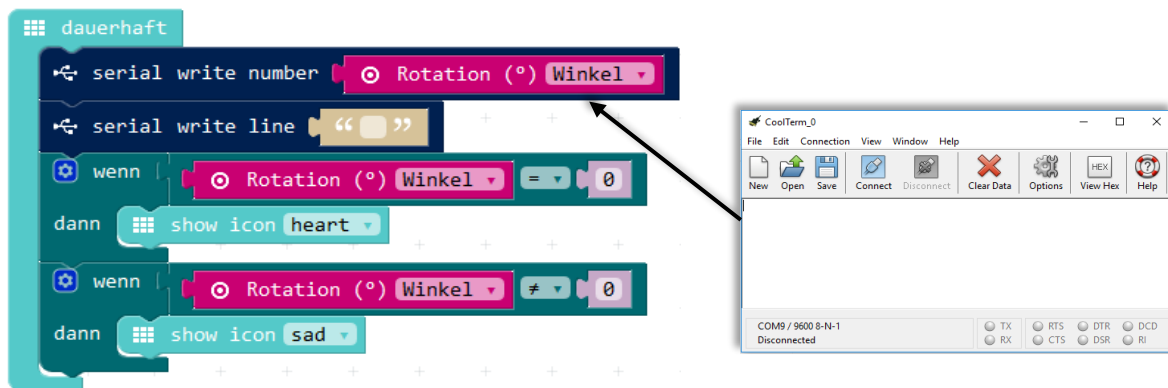 dauerhaft
serial write number Rotation (°) Winkel
serial write line “ ”
wenn Rotation (°) Winkel = 0
dann show icon heart
wenn Rotation (°) Winkel ≠ 0
dann show icon sad
CoolTerm_0
File Edit Connection View Window Help
New Open Save Connect Disconnect Clear Data Options View Hex Help
HEX
COM9 / 9600 8-N-1
Disconnected
TX RTS DTR DCD
RX CTS DSR RI